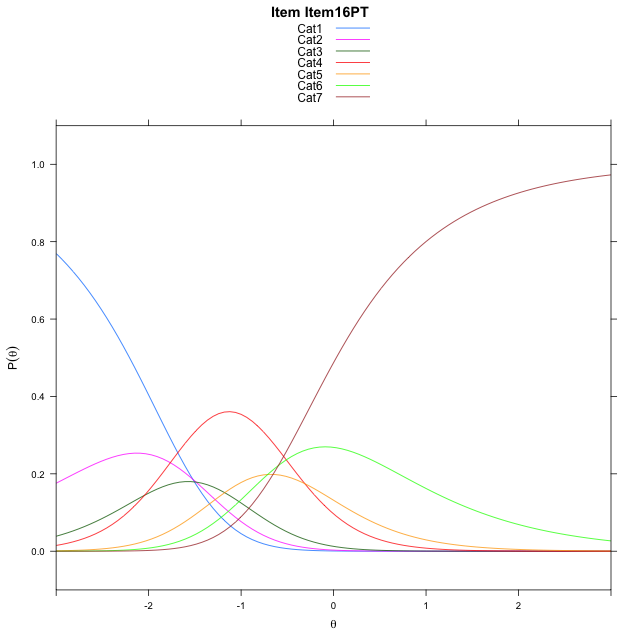 Item Item16PT
Cat1
Cat2
Cat3
Cat4
Cat5
Cat6
Cat7
1.0
0.8
0.6
0.4
0.2
0.0
P(θ)
-2 -1 0 1 2
θ